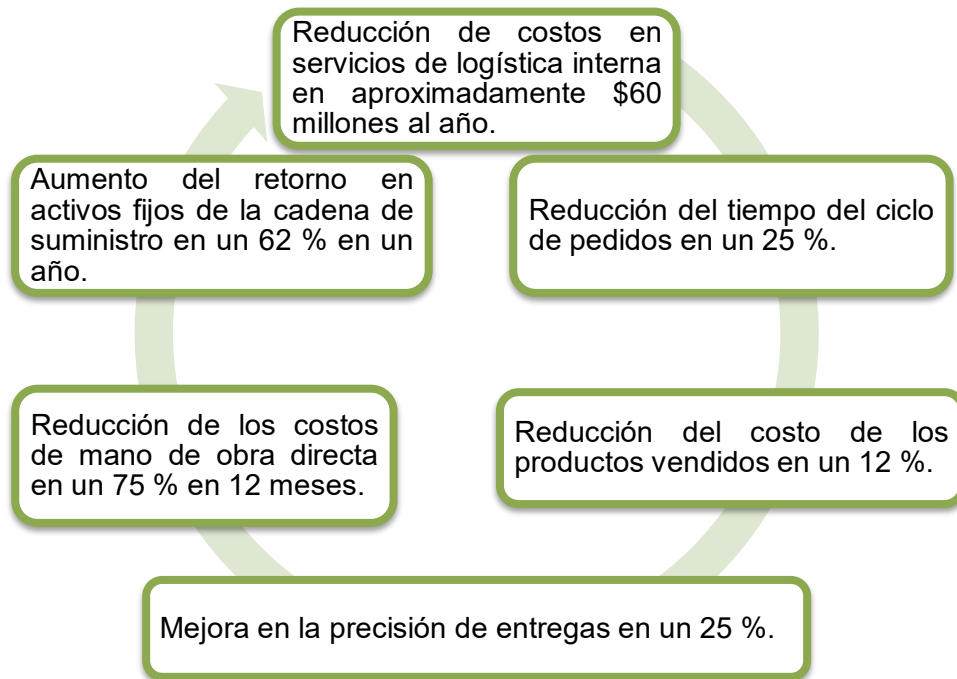 Reducción de costos en
servicios de logística interna
en aproximadamente $60
millones al año.
Reducción del tiempo del ciclo
de pedidos en un 25 %.
Reducción del costo de los
productos vendidos en un 12 %.
Mejora en la precisión de entregas en un 25 %.
Reducción de los costos
de mano de obra directa
en un 75 % en 12 meses.
Aumento del retorno en
activos fijos de la cadena de
suministro en un 62 % en un
año.